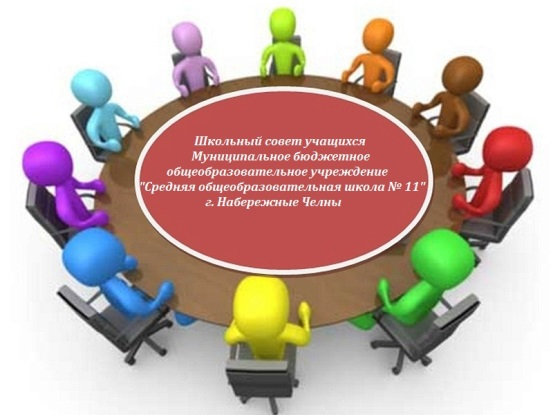 Школьный совет учащихся
Муниципальное бюджетное
общеобразовательное учреждение
"Средняя общеобразовательная школа № 11"
г. Набережные Челны